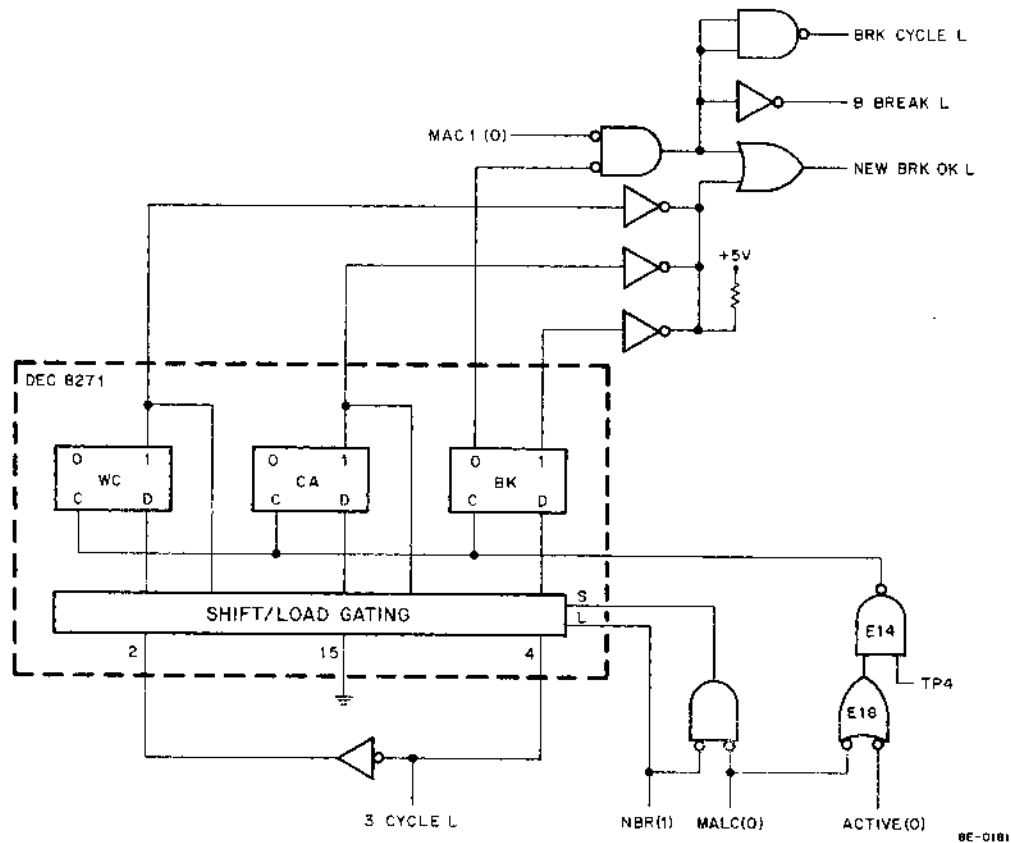 BRK CYCLE L
B BREAK L
MAC 1 (0)
NEW BRK OK L
+5V
DEC 8271
0 1
WC
C D
0 1
CA
C D
0 1
BK
C D
SHIFT/LOAD GATING
S
L
2
15
4
E14
TP4
E18
3 CYCLE L
NBR(1)
MALC(0)
ACTIVE(0)
8E-0181